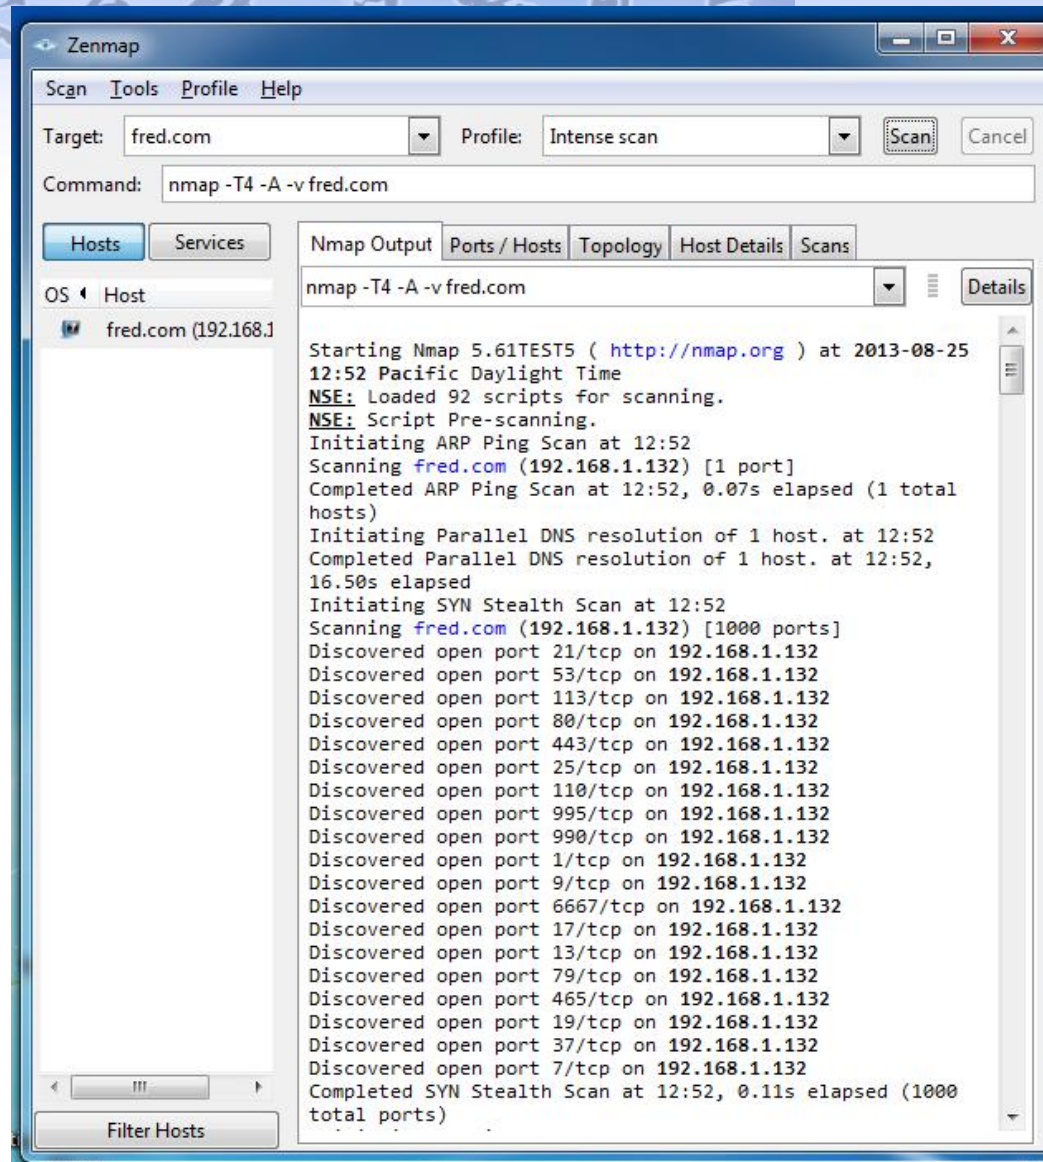 Zenmap
Scan Tools Profile Help
Target: fred.com Profile: Intense scan Scan Cancel
Command: nmap -T4 -A -v fred.com
Hosts Services Nmap Output Ports / Hosts Topology Host Details Scans
nmap -T4 -A -v fred.com Details
OS Host
fred.com (192.168.1
Starting Nmap 5.61TEST5 ( http://nmap.org ) at 2013-08-25
12:52 Pacific Daylight Time
NSE: Loaded 92 scripts for scanning.
NSE: Script Pre-scanning.
Initiating ARP Ping Scan at 12:52
Scanning fred.com (192.168.1.132) [1 port]
Completed ARP Ping Scan at 12:52, 0.07s elapsed (1 total
hosts)
Initiating Parallel DNS resolution of 1 host. at 12:52
Completed Parallel DNS resolution of 1 host. at 12:52,
16.50s elapsed
Initiating SYN Stealth Scan at 12:52
Scanning fred.com (192.168.1.132) [1000 ports]
Discovered open port 21/tcp on 192.168.1.132
Discovered open port 53/tcp on 192.168.1.132
Discovered open port 113/tcp on 192.168.1.132
Discovered open port 80/tcp on 192.168.1.132
Discovered open port 443/tcp on 192.168.1.132
Discovered open port 25/tcp on 192.168.1.132
Discovered open port 110/tcp on 192.168.1.132
Discovered open port 995/tcp on 192.168.1.132
Discovered open port 990/tcp on 192.168.1.132
Discovered open port 1/tcp on 192.168.1.132
Discovered open port 9/tcp on 192.168.1.132
Discovered open port 6667/tcp on 192.168.1.132
Discovered open port 17/tcp on 192.168.1.132
Discovered open port 13/tcp on 192.168.1.132
Discovered open port 79/tcp on 192.168.1.132
Discovered open port 465/tcp on 192.168.1.132
Discovered open port 19/tcp on 192.168.1.132
Discovered open port 37/tcp on 192.168.1.132
Discovered open port 7/tcp on 192.168.1.132
Completed SYN Stealth Scan at 12:52, 0.11s elapsed (1000
total ports)
Filter Hosts